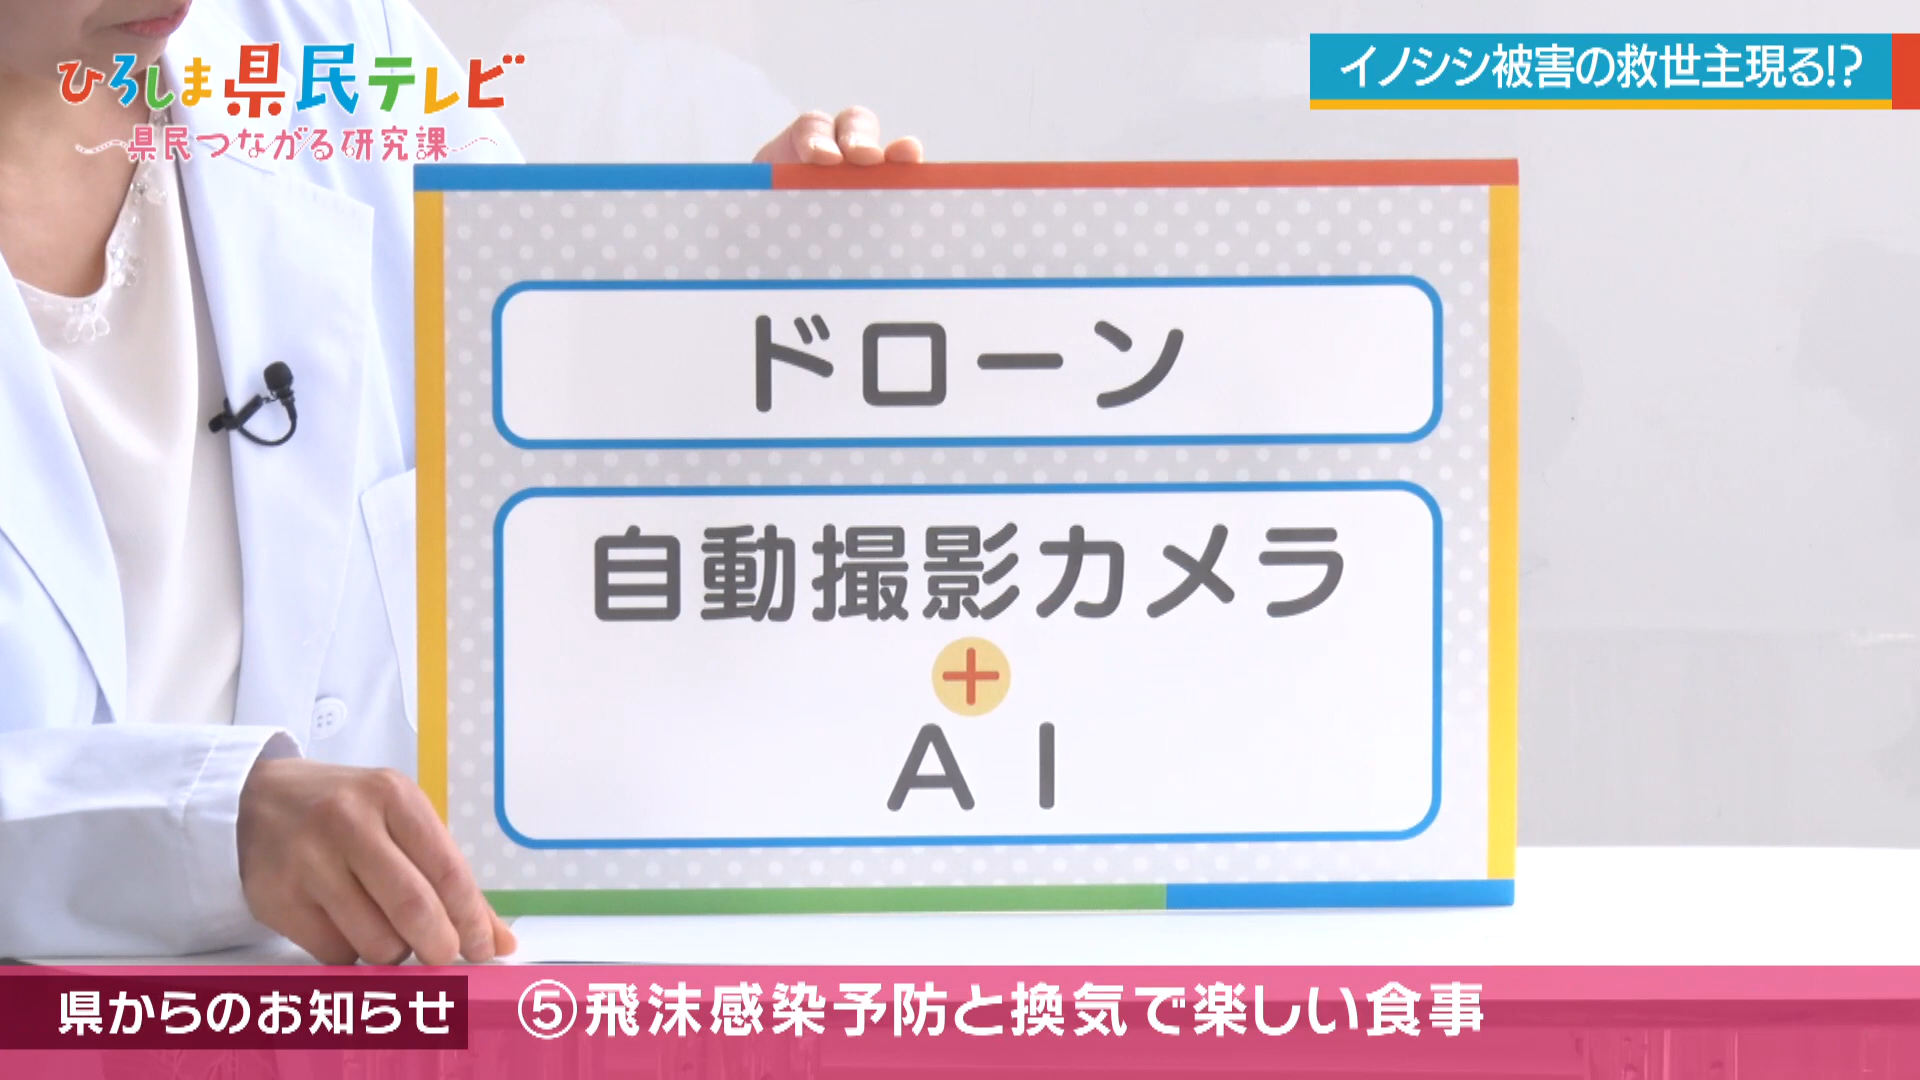 ひろしま県民テレビ
〜県民つながる研究課〜
イノシシ被害の救世主現る!?
ドローン
自動撮影カメラ
+
AI
県からのお知らせ
⑤飛沫感染予防と換気で楽しい食事